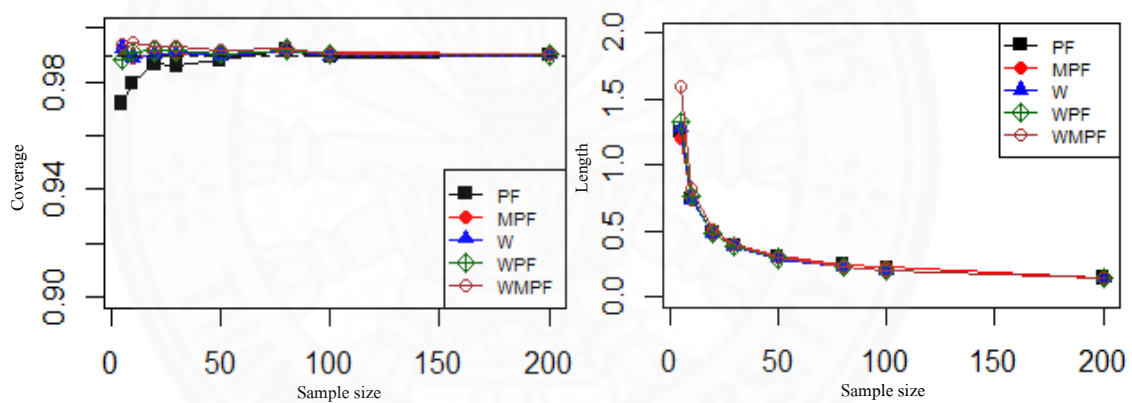 Coverage
0.98
0.94
0.90
PF
MPF
W
WPF
WMPF
0 50 100 150 200
Sample size
Length
2.0
1.5
1.0
0.5
0.0
PF
MPF
W
WPF
WMPF
0 50 100 150 200
Sample size